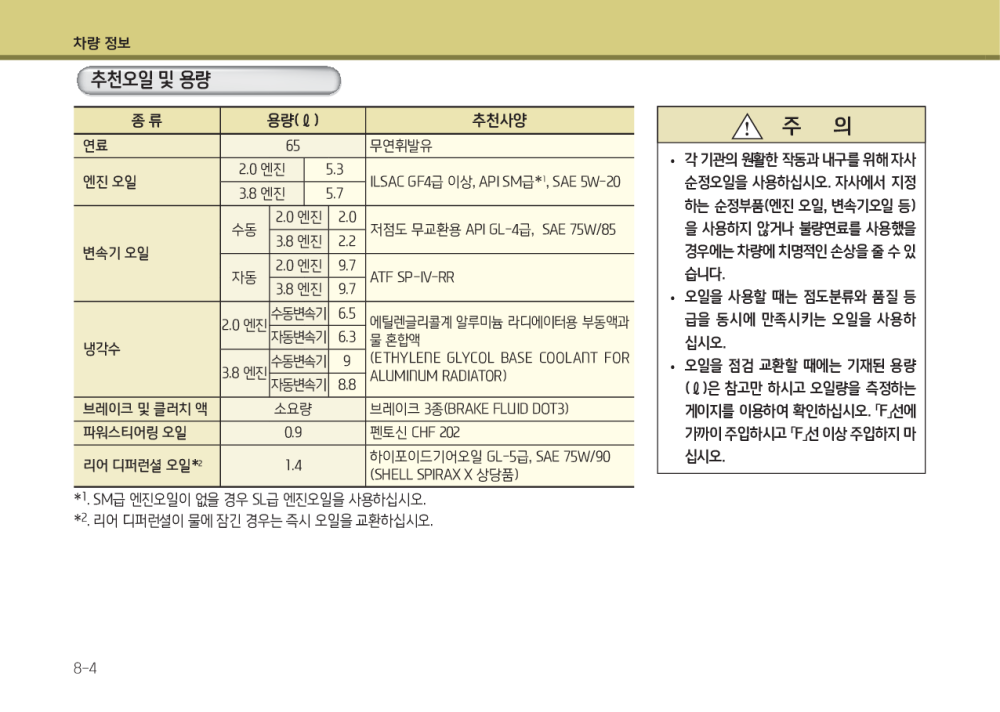 차량 정보
추천오일 및 용량
종 류 용량(ℓ) 추천사양
연료 65 무연휘발유
엔진 오일 2.0 엔진 5.3 ILSAC GF4급 이상, API SM급*1, SAE 5W-20
3.8 엔진 5.7
변속기 오일 수동 2.0 엔진 2.0 저점도 무교환용 API GL-4급, SAE 75W/85
3.8 엔진 2.2
자동 2.0 엔진 9.7 ATF SP-IV-RR
3.8 엔진 9.7
냉각수 2.0 엔진 수동변속기 6.5 에틸렌글리콜계 알루미늄 라디에이터용 부동액과
자동변속기 6.3 물 혼합액
3.8 엔진 수동변속기 9 (ETHYLENE GLYCOL BASE COOLANT FOR
자동변속기 8.8 ALUMINUM RADIATOR)
브레이크 및 클러치 액 소요량 브레이크 3종(BRAKE FLUID DOT3)
파워스티어링 오일 0.9 펜토신 CHF 202
리어 디퍼런셜 오일*2 1.4 하이포이드기어오일 GL-5급, SAE 75W/90
(SHELL SPIRAX X 상당품)
*1. SM급 엔진오일이 없을 경우 SL급 엔진오일을 사용하십시오.
*2. 리어 디퍼런셜이 물에 잠긴 경우는 즉시 오일을 교환하십시오.
주 의
• 각 기관의 원활한 작동과 내구를 위해 자사
순정오일을 사용하십시오. 자사에서 지정
하는 순정부품(엔진 오일, 변속기오일 등)
을 사용하지 않거나 불량연료를 사용했을
경우에는 차량에 치명적인 손상을 줄 수 있
습니다.
• 오일을 사용할 때는 점도분류와 품질 등
급을 동시에 만족시키는 오일을 사용하
십시오.
• 오일을 점검 교환할 때에는 기재된 용량
(ℓ)은 참고만 하시고 오일량을 측정하는
게이지를 이용하여 확인하십시오. 「F」선에
가까이 주입하시고 「F」선 이상 주입하지 마
십시오.
8-4